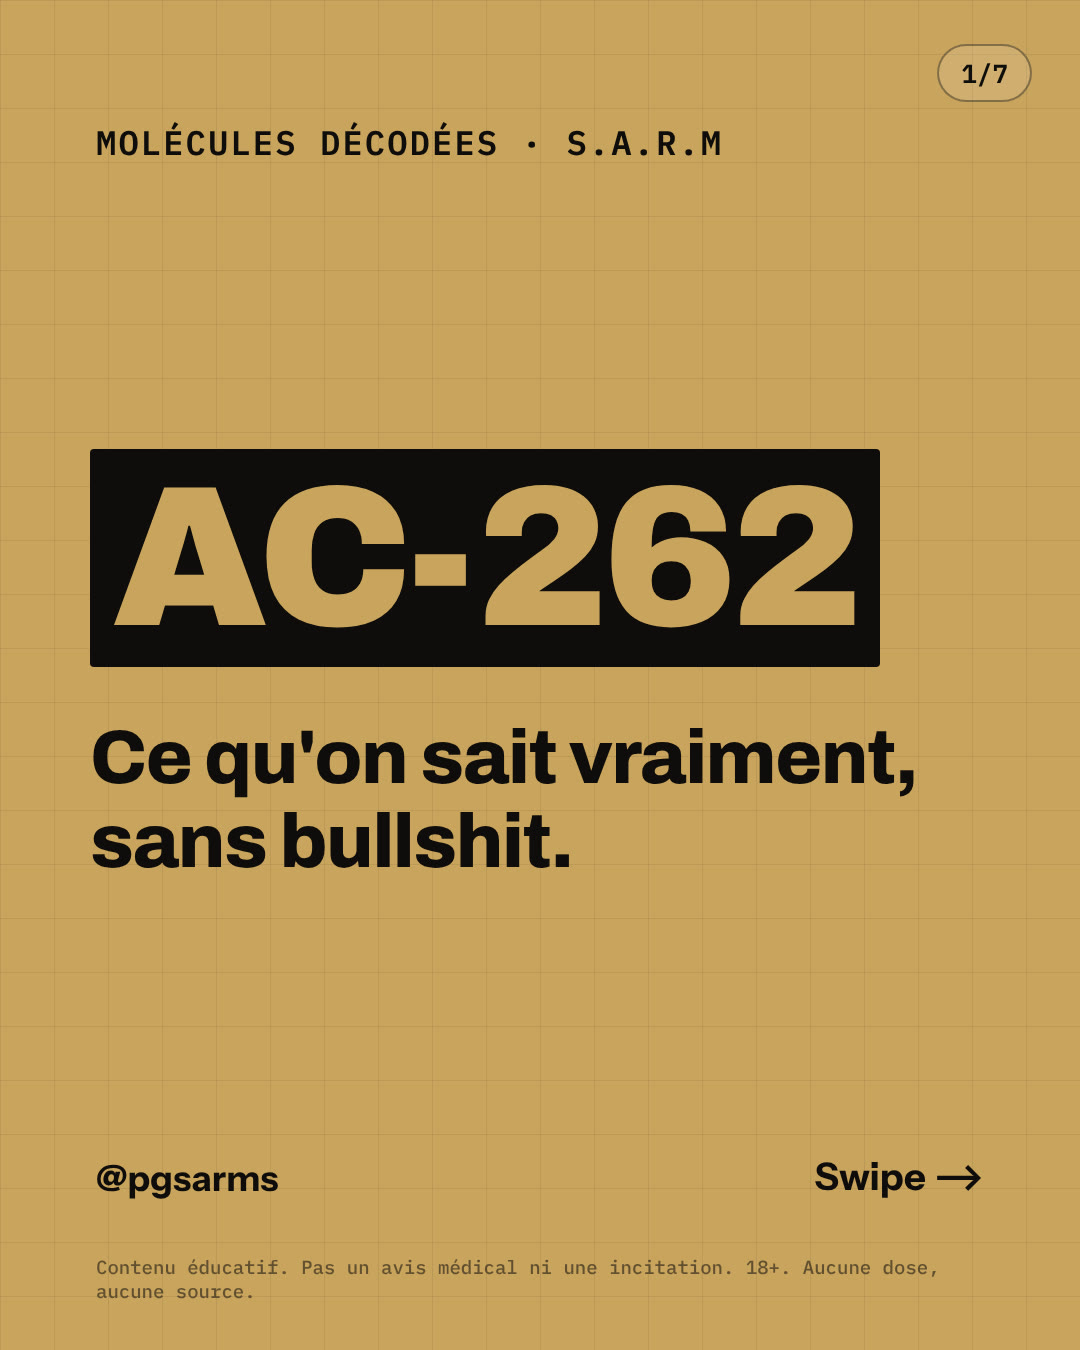 1/7
MOLÉCULES DÉCODÉES · S.A.R.M
AC-262
Ce qu'on sait vraiment,
sans bullshit.
@pgsarms
Swipe →
Contenu éducatif. Pas un avis médical ni une incitation. 18+. Aucune dose,
aucune source.